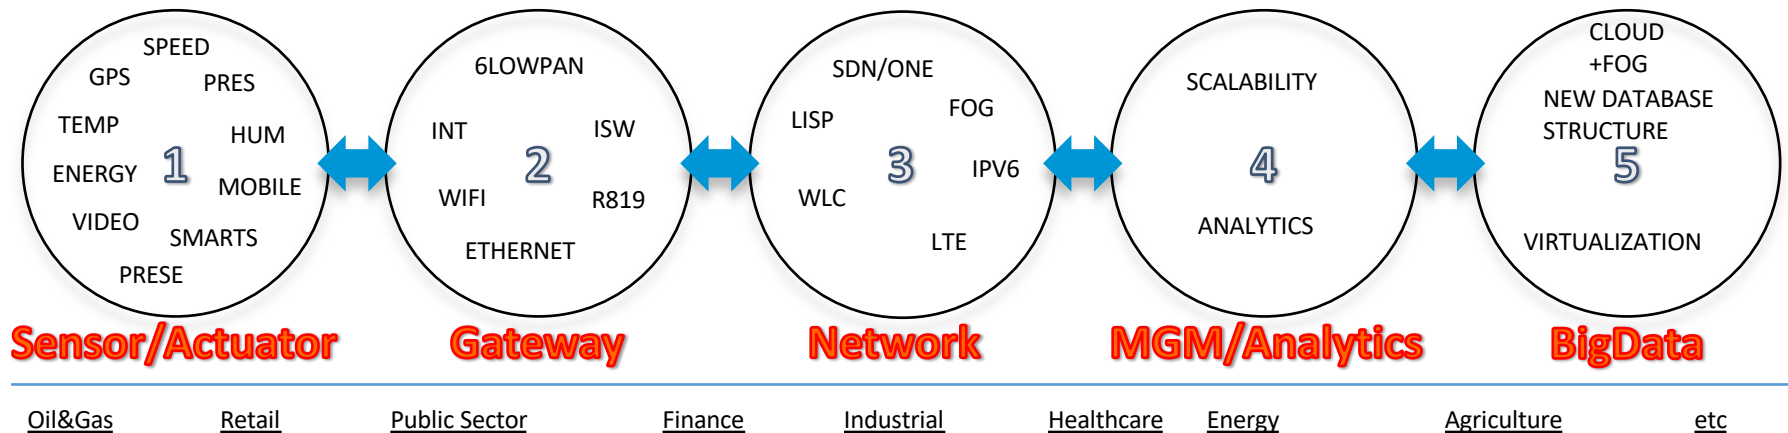 SPEED
GPS
PRES
TEMP
HUM
1
ENERGY
MOBILE
VIDEO
SMARTS
PRESE
Sensor/Actuator
6LOWPAN
INT
ISW
2
WIFI
R819
ETHERNET
Gateway
SDN/ONE
FOG
LISP
3
IPV6
WLC
LTE
Network
SCALABILITY
4
ANALYTICS
MGM/Analytics
CLOUD
+FOG
NEW DATABASE
STRUCTURE
5
VIRTUALIZATION
BigData
Oil&Gas Retail Public Sector Finance Industrial Healthcare Energy Agriculture etc